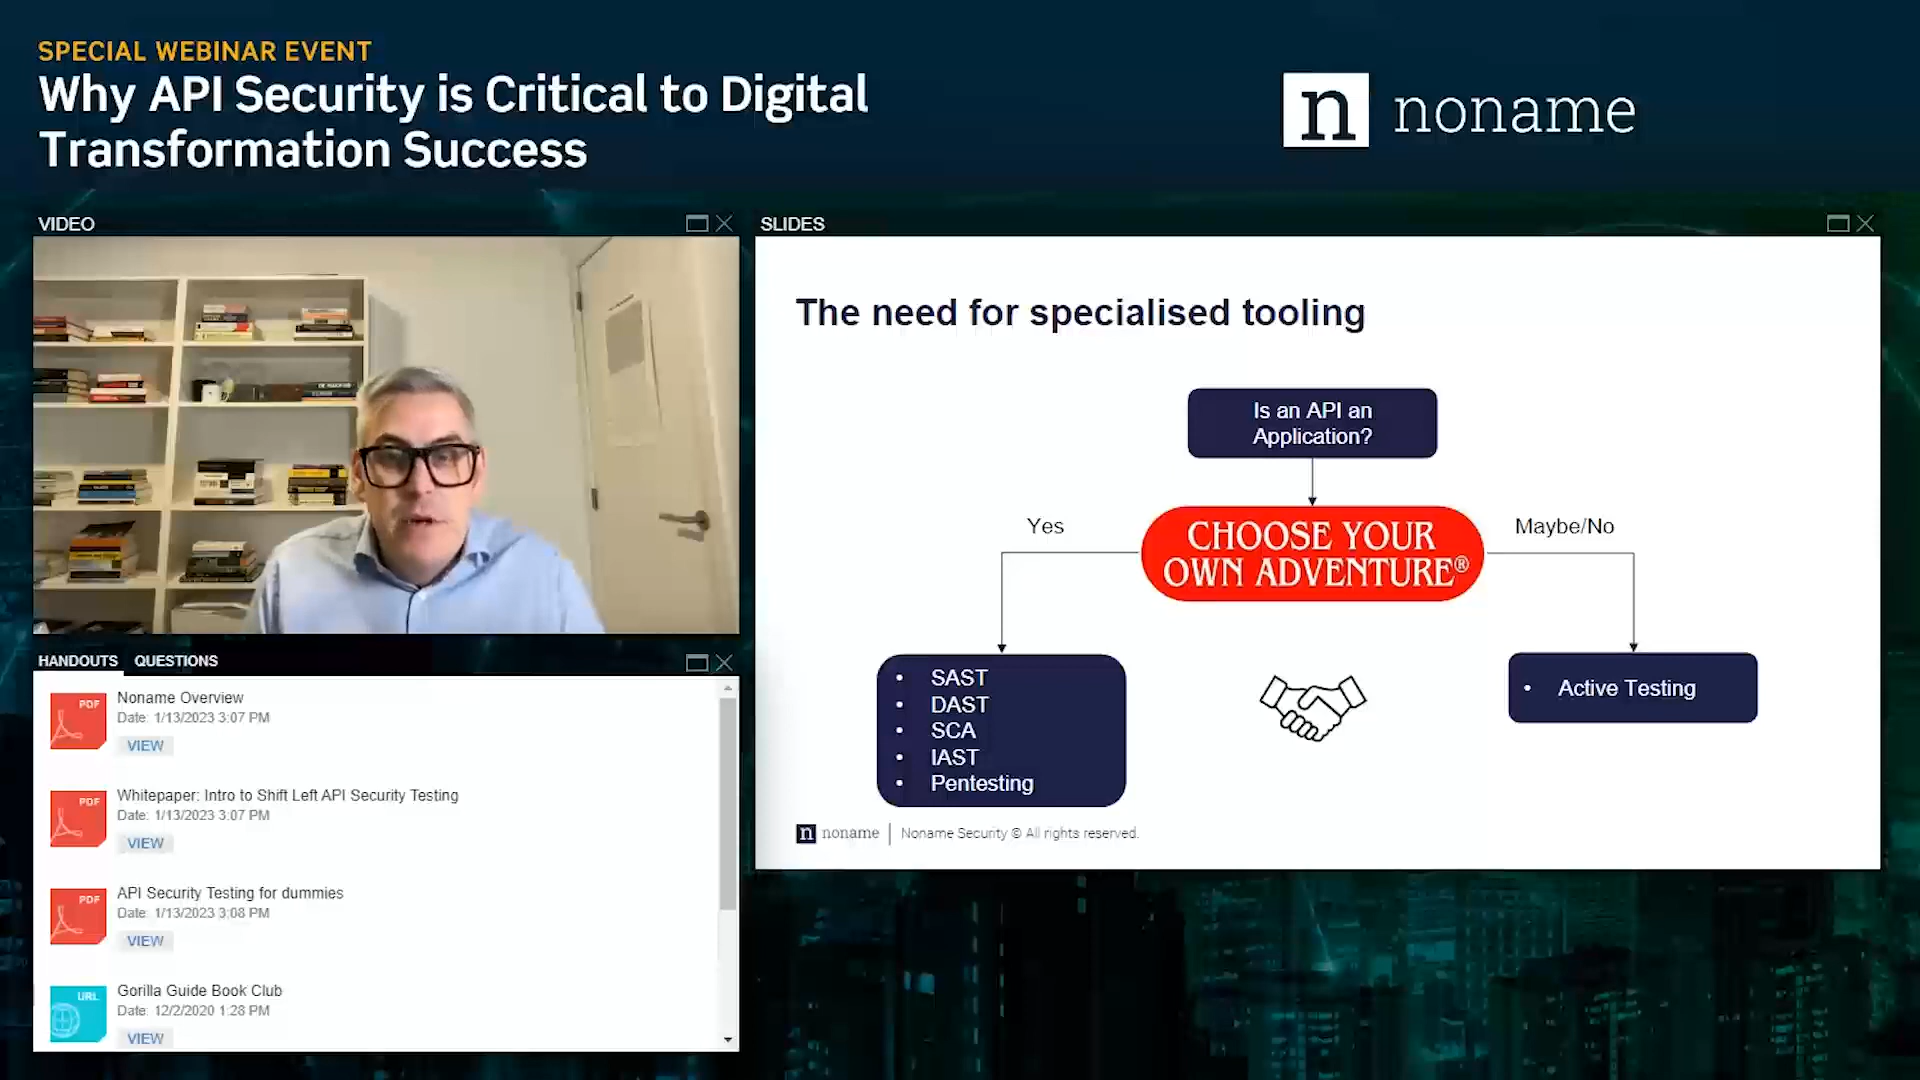 SPECIAL WEBINAR EVENT
Why API Security is Critical to Digital
Transformation Success
n noname
VIDEO
SLIDES
The need for specialised tooling
Is an API an
Application?
Yes
CHOOSE YOUR
OWN ADVENTURE®
Maybe/No
• SAST
• DAST
• SCA
• IAST
• Pentesting
• Active Testing
n noname | Noname Security © All rights reserved.
HANDOUTS QUESTIONS
PDF
Noname Overview
Date: 1/13/2023 3:07 PM
VIEW
PDF
Whitepaper: Intro to Shift Left API Security Testing
Date: 1/13/2023 3:07 PM
VIEW
PDF
API Security Testing for dummies
Date: 1/13/2023 3:08 PM
VIEW
URL
Gorilla Guide Book Club
Date: 12/2/2020 1:28 PM
VIEW